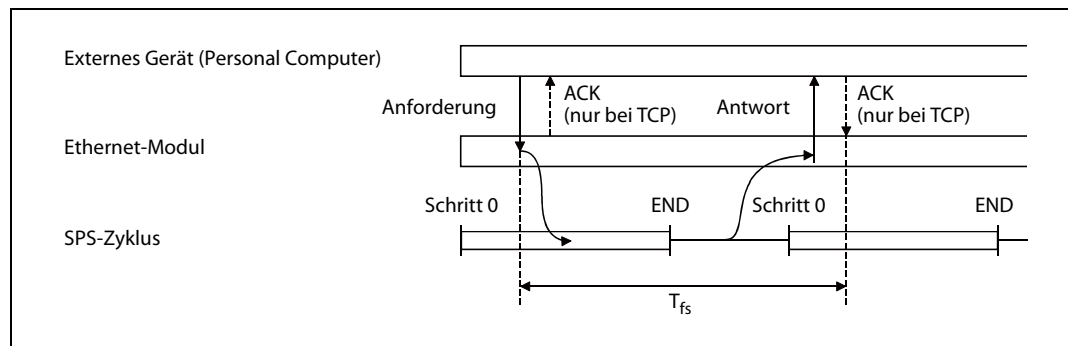 Externes Gerät (Personal Computer)
Anforderung
ACK
(nur bei TCP)
Antwort
ACK
(nur bei TCP)
Ethernet-Modul
Schritt 0
END
Schritt 0
END
SPS-Zyklus
Tfs